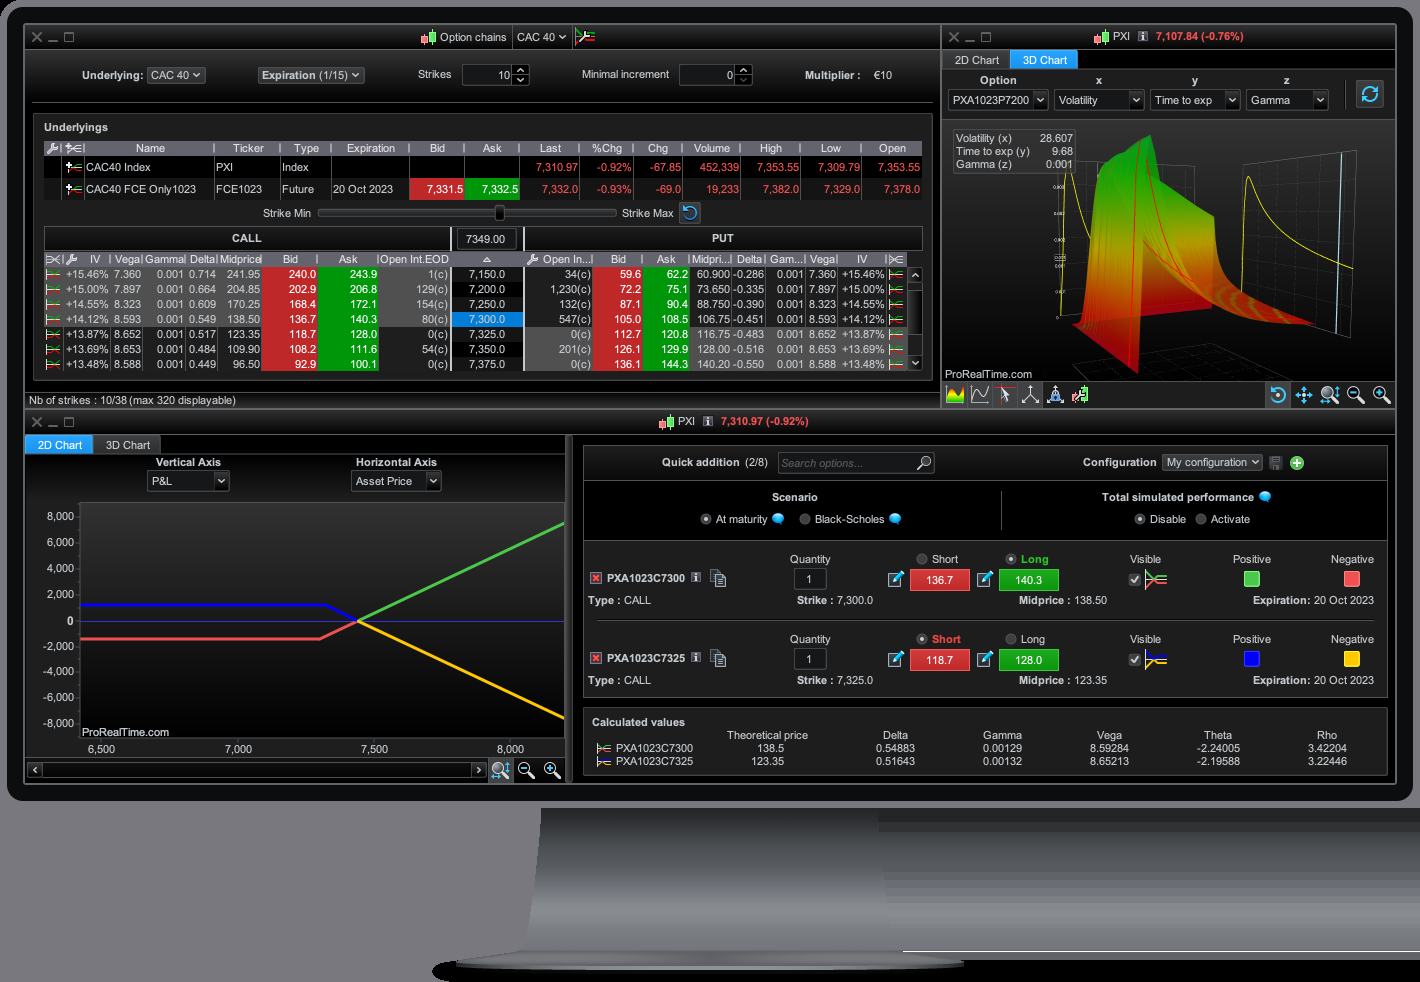 Option chains CAC 40
Underlying: CAC 40 Expiration (1/15) Strikes 10 Minimal increment 0 Multiplier : €10
Underlyings
Name Ticker Type Expiration Bid Ask Last %Chg Chg Volume High Low Open
CAC40 Index PXI Index 7,310.97 -0.92% -67.85 452,339 7,353.55 7,309.79 7,353.55
CAC40 FCE Only1023 FCE1023 Future 20 Oct 2023 7,331.5 7,332.5 7,332.0 -0.93% -69.0 19,233 7,382.0 7,329.0 7,378.0
Strike Min Strike Max
CALL 7349.00 PUT
IV Vega Gamma Delta Midprice Bid Ask Open Int.EOD Open In... Bid Ask Midpri... Delta Gam... Vega IV
+15.46% 7.360 0.001 0.714 241.95 240.0 243.9 1(c) 7,150.0 34(c) 59.6 62.2 60.900 -0.286 0.001 7.360 +15.46%
+15.00% 7.897 0.001 0.664 204.85 202.9 206.8 129(c) 7,200.0 1,230(c) 72.2 75.1 73.650 -0.335 0.001 7.897 +15.00%
+14.55% 8.323 0.001 0.609 170.25 168.4 172.1 154(c) 7,250.0 132(c) 87.1 90.4 88.750 -0.390 0.001 8.323 +14.55%
+14.12% 8.593 0.001 0.549 138.50 136.7 140.3 80(c) 7,300.0 547(c) 105.0 108.5 106.75 -0.451 0.001 8.593 +14.12%
+13.87% 8.652 0.001 0.517 123.35 118.7 128.0 0(c) 7,325.0 0(c) 112.7 120.8 116.75 -0.483 0.001 8.652 +13.87%
+13.69% 8.653 0.001 0.484 109.90 108.2 111.6 54(c) 7,350.0 201(c) 126.1 129.9 128.00 -0.516 0.001 8.653 +13.69%
+13.48% 8.588 0.001 0.449 96.50 92.9 100.1 0(c) 7,375.0 0(c) 136.1 144.3 140.20 -0.550 0.001 8.588 +13.48%
Nb of strikes : 10/38 (max 320 displayable)
PXI 7,107.84 (-0.76%)
2D Chart 3D Chart
Option x y z
PXA1023P7200 Volatility Time to exp Gamma
Volatility (x) 28.607
Time to exp (y) 9.68
Gamma (z) 0.001
ProRealTime.com
PXI 7,310.97 (-0.92%)
2D Chart 3D Chart
Vertical Axis Horizontal Axis
P&L Asset Price
8,000
6,000
4,000
2,000
0
-2,000
-4,000
-6,000
-8,000
ProRealTime.com
6,500 7,000 7,500 8,000
Quick addition (2/8) Search options... Configuration My configuration
Scenario Total simulated performance
At maturity Black-Scholes Disable Activate
Quantity Short Long Visible Positive Negative
PXA1023C7300 1 136.7 140.3
Type : CALL Strike : 7,300.0 Midprice : 138.50 Expiration: 20 Oct 2023
Quantity Short Long Visible Positive Negative
PXA1023C7325 1 118.7 128.0
Type : CALL Strike : 7,325.0 Midprice : 123.35 Expiration: 20 Oct 2023
Calculated values
Theoretical price Delta Gamma Vega Theta Rho
PXA1023C7300 138.5 0.54883 0.00129 8.59284 -2.24005 3.42204
PXA1023C7325 123.35 0.51643 0.00132 8.65213 -2.19588 3.22446